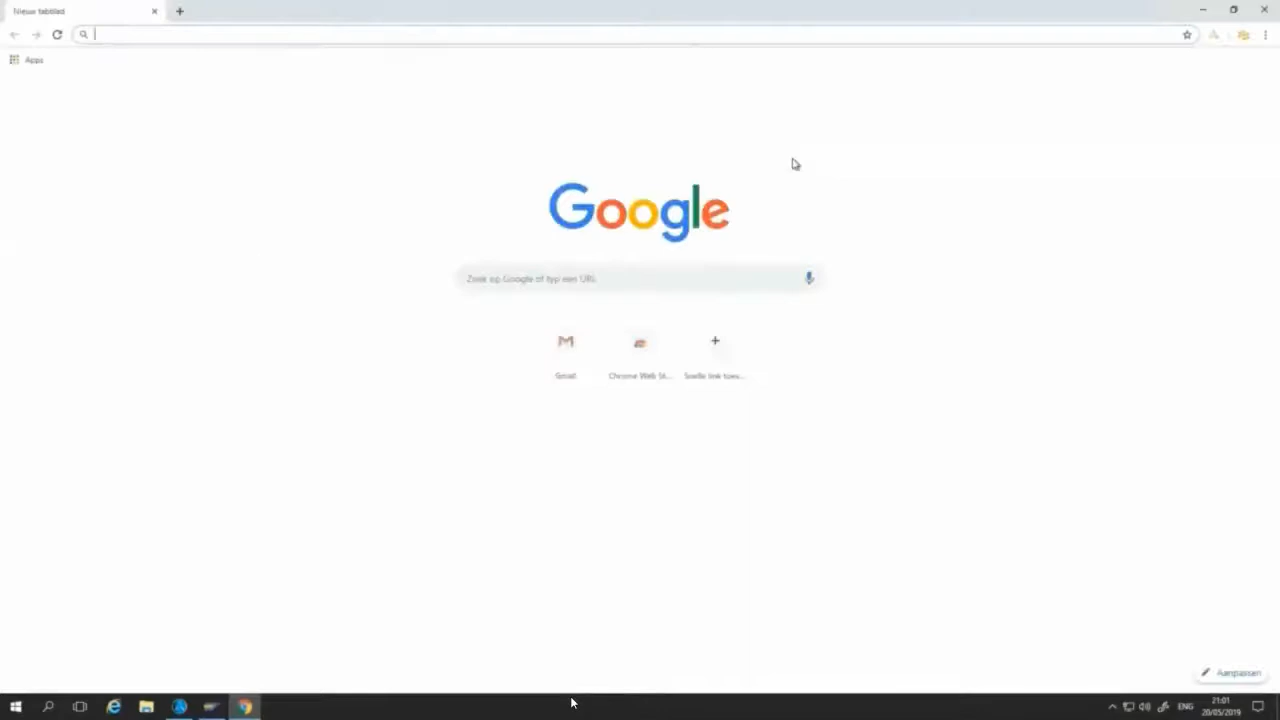 Nieuw tabblad
Apps
Google
Zoek op Google of typ een URL
Gmail
Chrome Web St...
Snelle link toev...
Aanpassen
ENG
21:01
20/05/2019